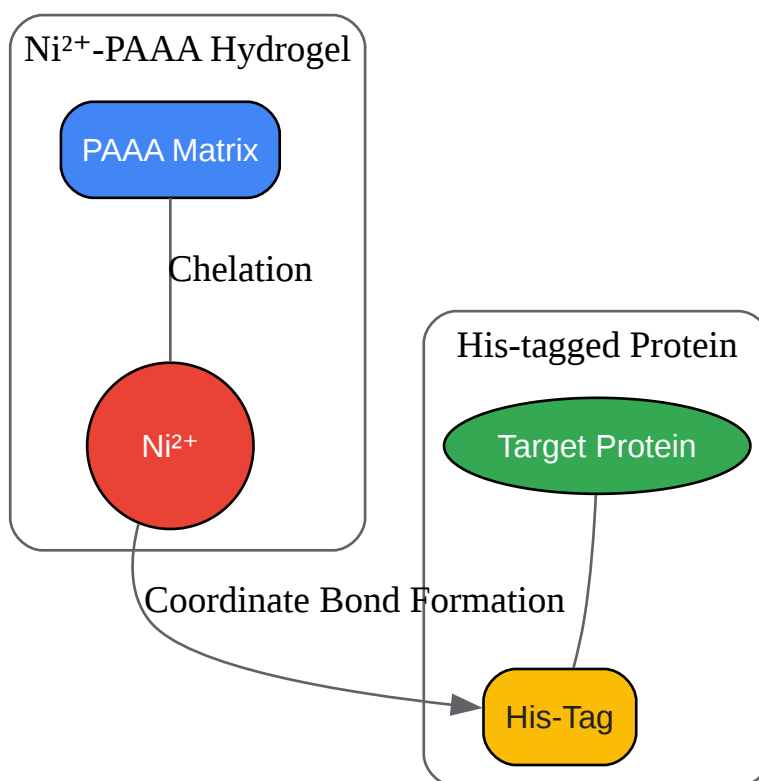 Ni²⁺-PAAA Hydrogel
PAAA Matrix
Chelation
Ni²⁺
His-tagged Protein
Target Protein
Coordinate Bond Formation
His-Tag